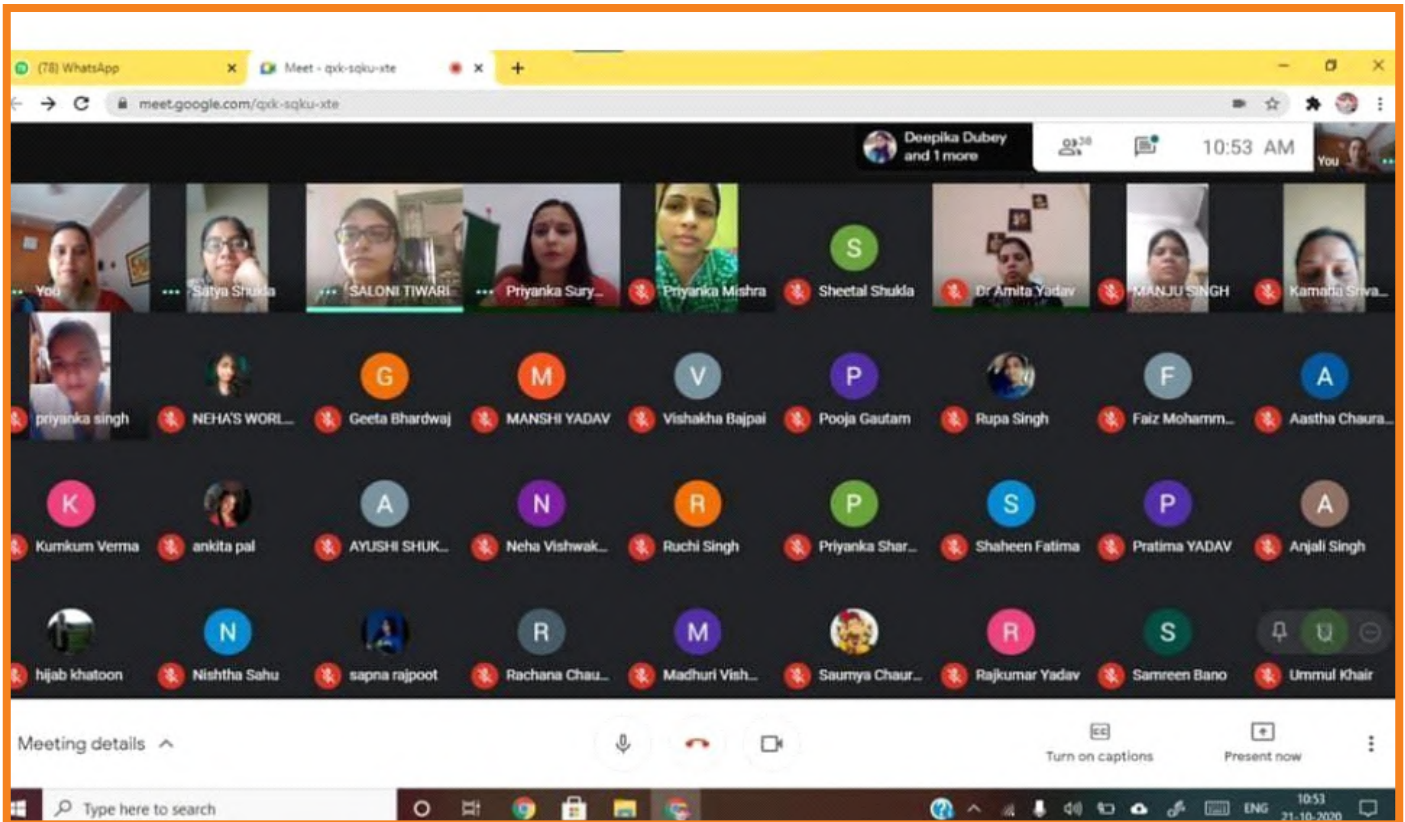 (78) WhatsApp
Meet - qxk-sqku-xte
meet.google.com/qxk-sqku-xte
Deepika Dubey
and 1 more
38
10:53 AM
You
You
Satya Shukla
SALONI TIWARI
Priyanka Sury...
Priyanka Mishra
S
Sheetal Shukla
Dr Amita Yadav
MANJU SINGH
Kamana Sriva...
priyanka singh
NEHA'S WORL...
G
Geeta Bhardwaj
M
MANSHI YADAV
V
Vishakha Bajpai
P
Pooja Gautam
Rupa Singh
F
Faiz Mohamm...
A
Aastha Chaura...
K
Kumkum Verma
ankita pal
A
AYUSHI SHUK...
N
Neha Vishwak...
R
Ruchi Singh
P
Priyanka Shar...
S
Shaheen Fatima
P
Pratima YADAV
A
Anjali Singh
hijab khatoon
N
Nishtha Sahu
sapna rajpoot
R
Rachana Chau...
M
Madhuri Vish...
Saumya Chaur...
R
Rajkumar Yadav
S
Samreen Bano
U
Ummul Khair
Meeting details
CC
Turn on captions
Present now
Type here to search
ENG
10:53
21-10-2020